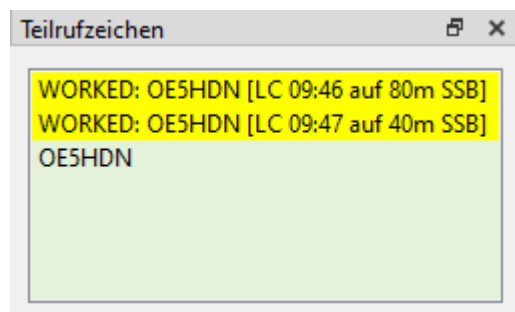 Teilrufzeichen
WORKED: OE5HDN [LC 09:46 auf 80m SSB]
WORKED: OE5HDN [LC 09:47 auf 40m SSB]
OE5HDN